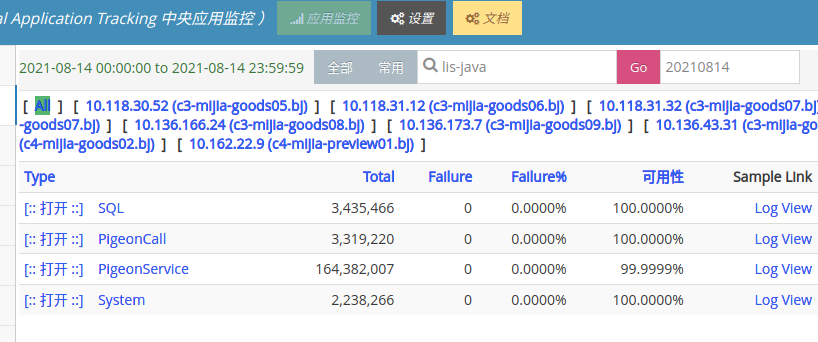 al Application Tracking 中央应用监控 ） 应用监控 设置 文档
2021-08-14 00:00:00 to 2021-08-14 23:59:59 全部 常用 lis-java Go 20210814
[ All ] [ 10.118.30.52 (c3-mijia-goods05.bj) ] [ 10.118.31.12 (c3-mijia-goods06.bj) ] [ 10.118.31.32 (c3-mijia-goods07.bj)
-goods07.bj) ] [ 10.136.166.24 (c3-mijia-goods08.bj) ] [ 10.136.173.7 (c3-mijia-goods09.bj) ] [ 10.136.43.31 (c3-mijia-go
(c4-mijia-goods02.bj) ] [ 10.162.22.9 (c4-mijia-preview01.bj) ]
Type Total Failure Failure% 可用性 Sample Link
[:: 打开 ::] SQL 3,435,466 0 0.0000% 100.0000% Log View
[:: 打开 ::] PigeonCall 3,319,220 0 0.0000% 100.0000% Log View
[:: 打开 ::] PigeonService 164,382,007 0 0.0000% 99.9999% Log View
[:: 打开 ::] System 2,238,266 0 0.0000% 100.0000% Log View